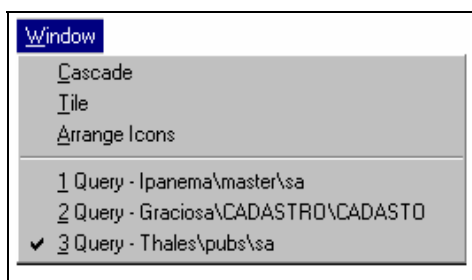 Window
Cascade
Tile
Arrange Icons
1 Query - Ipanema\master\sa
2 Query - Graciosa\CADASTRO\CADASTO
3 Query - Thales\pubs\sa